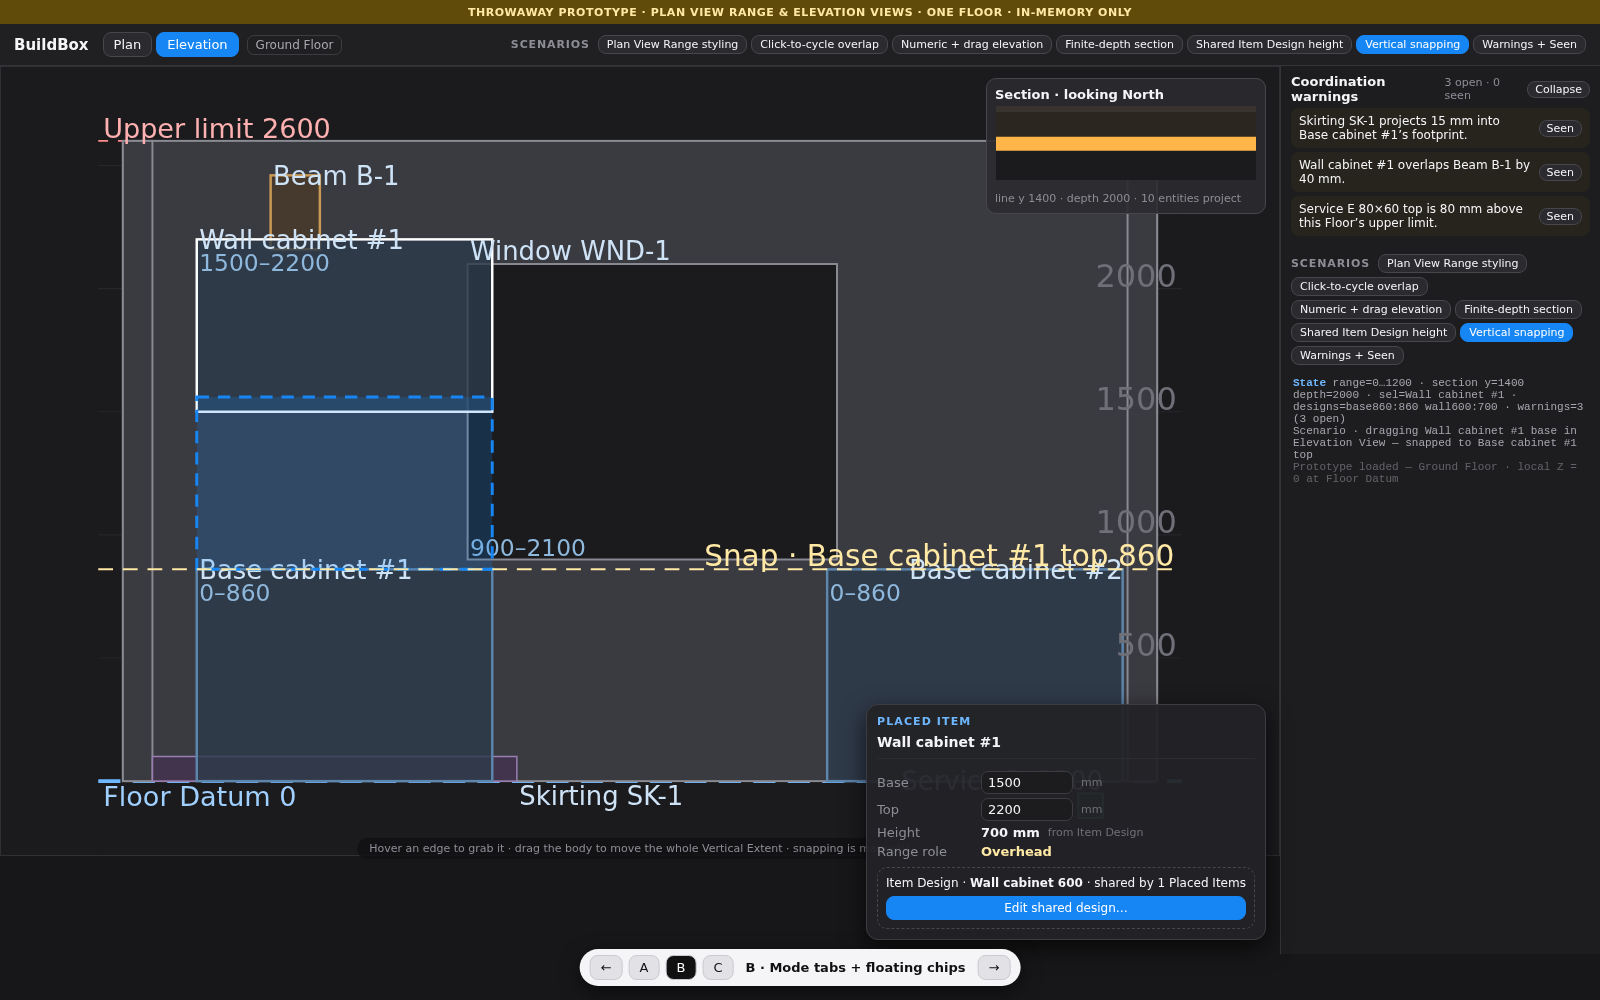 THROWAWAY PROTOTYPE · PLAN VIEW RANGE & ELEVATION VIEWS · ONE FLOOR · IN-MEMORY ONLY
BuildBox Plan Elevation Ground Floor SCENARIOS Plan View Range styling Click-to-cycle overlap Numeric + drag elevation Finite-depth section Shared Item Design height Vertical snapping Warnings + Seen
Upper limit 2600
Beam B-1
Wall cabinet #1
1500–2200
Window WND-1
2000
1500
1000
900–2100
Snap · Base cabinet #1 top 860
Base cabinet #1
0–860
Base cabinet #2
0–860
500
Floor Datum 0
Skirting SK-1
Section · looking North
line y 1400 · depth 2000 · 10 entities project
Hover an edge to grab it · drag the body to move the whole Vertical Extent · snapping is
PLACED ITEM
Wall cabinet #1
Base 1500 mm
Top 2200 mm
Height 700 mm from Item Design
Range role Overhead
Item Design · Wall cabinet 600 · shared by 1 Placed Items
Edit shared design…
Coordination warnings 3 open · 0 seen Collapse
Skirting SK-1 projects 15 mm into Base cabinet #1’s footprint. Seen
Wall cabinet #1 overlaps Beam B-1 by 40 mm. Seen
Service E 80×60 top is 80 mm above this Floor’s upper limit. Seen
SCENARIOS Plan View Range styling
Click-to-cycle overlap
Numeric + drag elevation Finite-depth section
Shared Item Design height Vertical snapping
Warnings + Seen
State range=0…1200 · section y=1400
depth=2000 · sel=Wall cabinet #1 ·
designs=base860:860 wall600:700 · warnings=3
(3 open)
Scenario · dragging Wall cabinet #1 base in
Elevation View — snapped to Base cabinet #1
top
Prototype loaded — Ground Floor · local Z =
0 at Floor Datum
← A B C B · Mode tabs + floating chips →